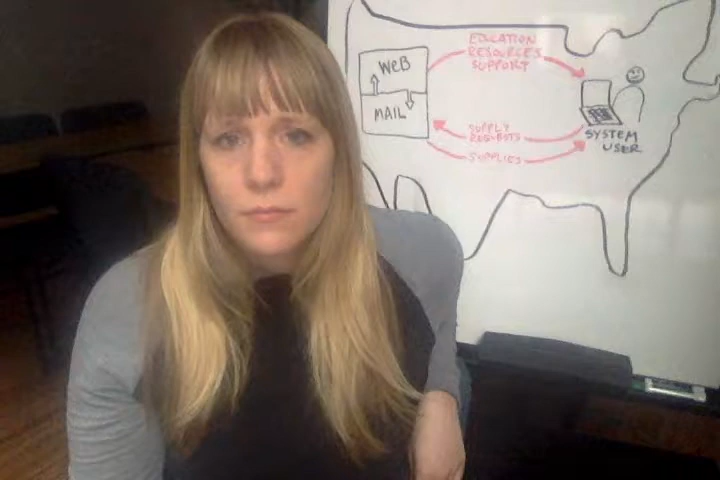 WeB
MAIL
EDUCATION
RESOURCES
SUPPORT
SUPPLY
REQUESTS
SUPPLIES
SYSTEM
USER